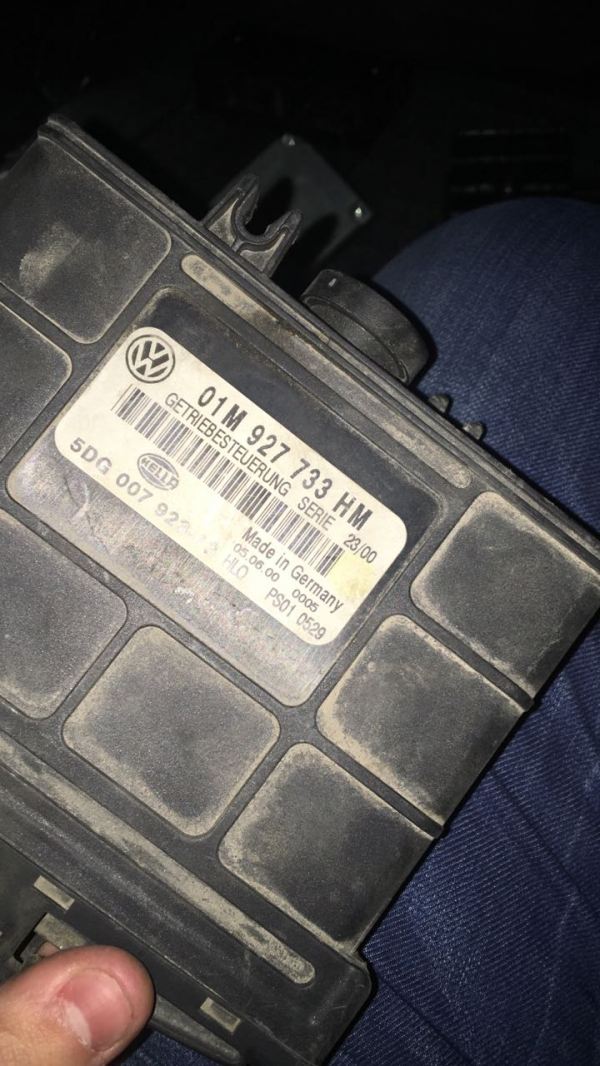 01M 927 733 HM
GETRIEBESTEUERUNG SERIE 23/00
HELLA Made in Germany
05.06.00 0005
5DG 007 923 HLO PS01 0529